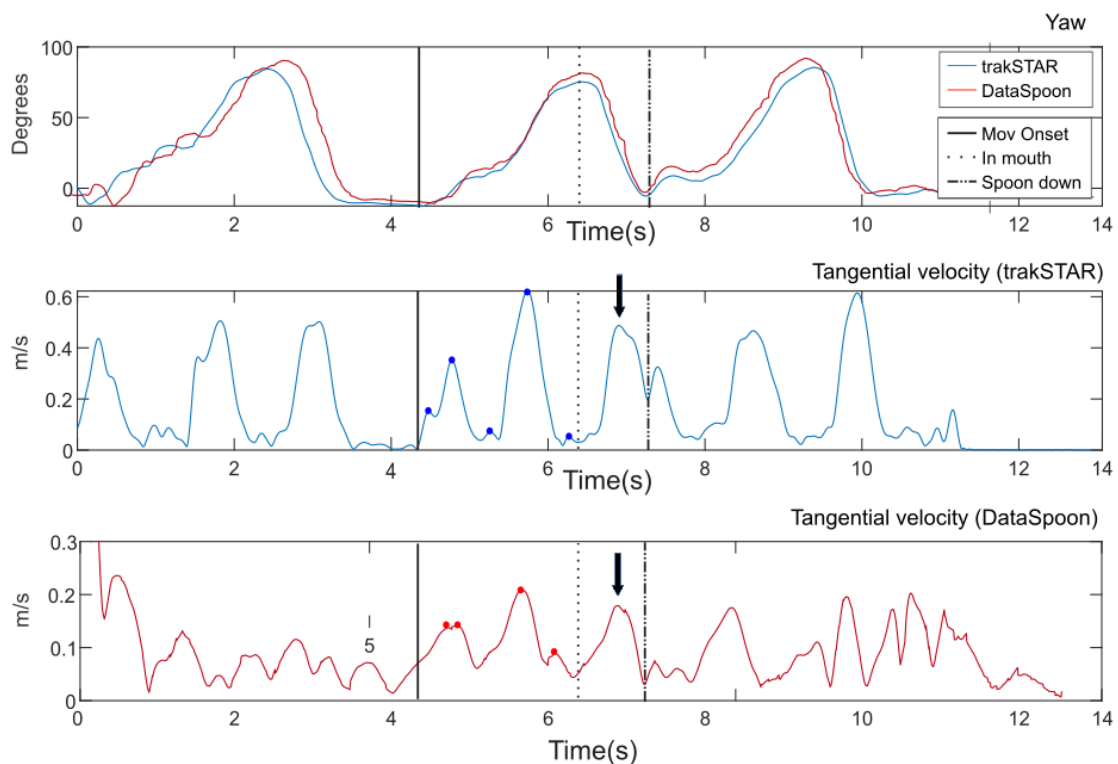 Yaw
100
50
0
Degrees
trakSTAR
DataSpoon
Mov Onset
In mouth
Spoon down
0 2 4 6 8 10 12 14
Time(s)
Tangential velocity (trakSTAR)
0.6
0.4
0.2
0
m/s
0 2 4 6 8 10 12 14
Time(s)
Tangential velocity (DataSpoon)
0.3
0.2
0.1
0
m/s
5
0 2 4 6 8 10 12 14
Time(s)